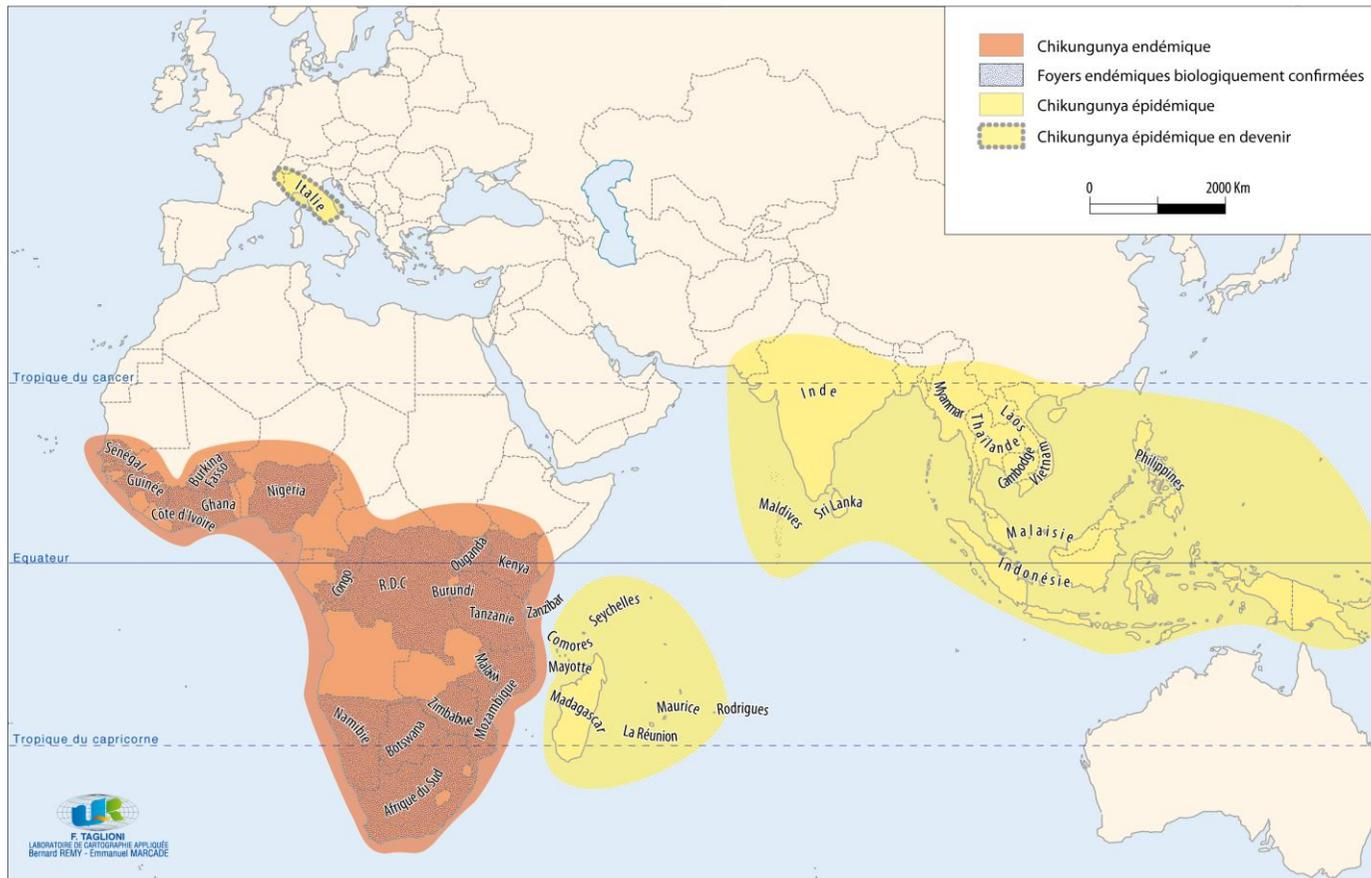 Chikungunya endémique
Foyers endémiques biologiquement confirmées
Chikungunya épidémique
Chikungunya épidémique en devenir
0 2000 Km
Italie
Tropique du cancer
Inde
Myanmar
Laos
Thaïlande
Cambodge
Vietnam
Philippines
Maldives
Sri Lanka
Malaisie
Indonésie
Sénégal
Guinée
Burkina
Fasso
Nigéria
Ghana
Côte d'Ivoire
Equateur
Congo
R.D.C
Ouganda
Kenya
Burundi
Tanzanie
Zanzibar
Seychelles
Comores
Mayotte
Malawi
Madagascar
Mozambique
Zimbabwe
Maurice
Rodrigues
La Réunion
Namibie
Botswana
Tropique du capricorne
Afrique du Sud
UR
F. TAGLIONI
LABORATOIRE DE CARTOGRAPHIE APPLIQUÉE
Bernard REMY - Emmanuel MARCADE